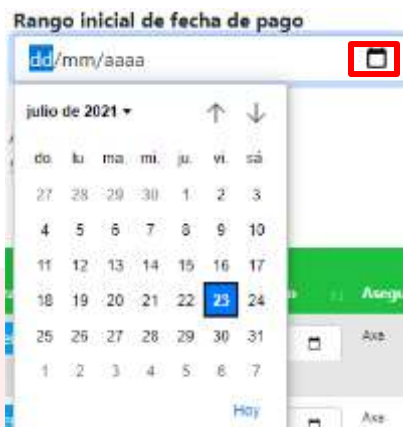 Rango inicial de fecha de pago
dd/mm/aaaa
julio de 2021
do. lu. ma. mi. ju. vi. sá.
27 28 29 30 1 2 3
4 5 6 7 8 9 10
11 12 13 14 15 16 17
18 19 20 21 22 23 24
Asegu
25 26 27 28 29 30 31
Axa
1 2 3 4 5 6 7
Hoy
Axa